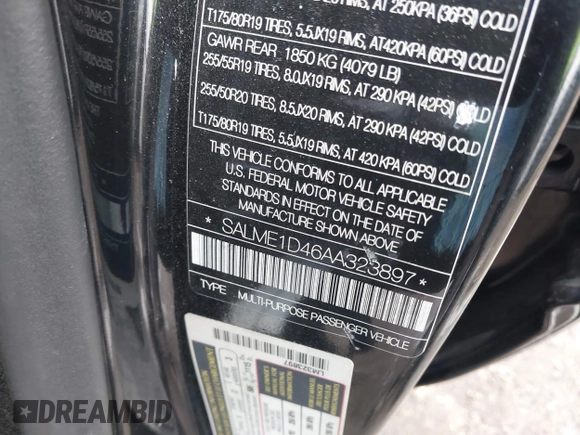 AT 250KPA (36PSI) COLD
T175/80R19 TIRES, 5.5JX19 RIMS, AT420KPA (60PSI) COLD
GAWR REAR 1850 KG (4079 LB)
255/55R19 TIRES, 8.0JX19 RIMS, AT 290 KPA (42PSI) COLD
255/50R20 TIRES, 8.5JX20 RIMS, AT 290 KPA (42PSI) COLD
T175/80R19 TIRES, 5.5JX19 RIMS, AT 420 KPA (60PSI) COLD
THIS VEHICLE CONFORMS TO ALL APPLICABLE
U.S. FEDERAL MOTOR VEHICLE SAFETY
STANDARDS IN EFFECT ON THE DATE OF
MANUFACTURE SHOWN ABOVE
* SALME1D46AA323897 *
TYPE MULTI-PURPOSE PASSENGER VEHICLE
LM323897
DREAMBID